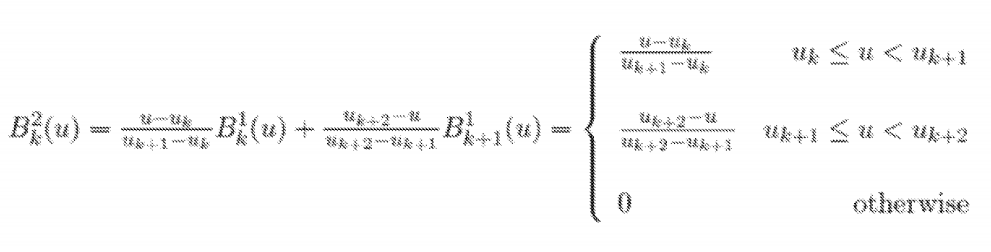 B_k^2(u) = \frac{u-u_k}{u_{k+1}-u_k} B_k^1(u) + \frac{u_{k+2}-u}{u_{k+2}-u_{k+1}} B_{k+1}^1(u) = \begin{cases} \frac{u-u_k}{u_{k+1}-u_k} & u_k \leq u < u_{k+1} \\ \frac{u_{k+2}-u}{u_{k+2}-u_{k+1}} & u_{k+1} \leq u < u_{k+2} \\ 0 & \text{otherwise} \end{cases}